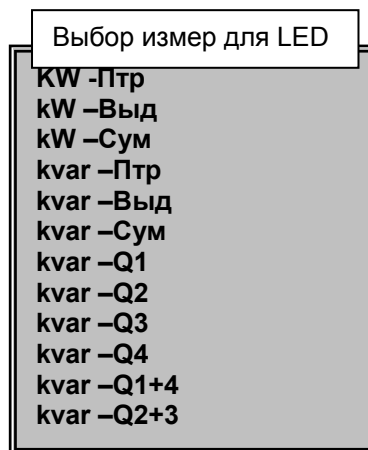 Выбор измер для LED
KW -Птр
kW –Выд
kW –Сум
kvar –Птр
kvar –Выд
kvar –Сум
kvar –Q1
kvar –Q2
kvar –Q3
kvar –Q4
kvar –Q1+4
kvar –Q2+3